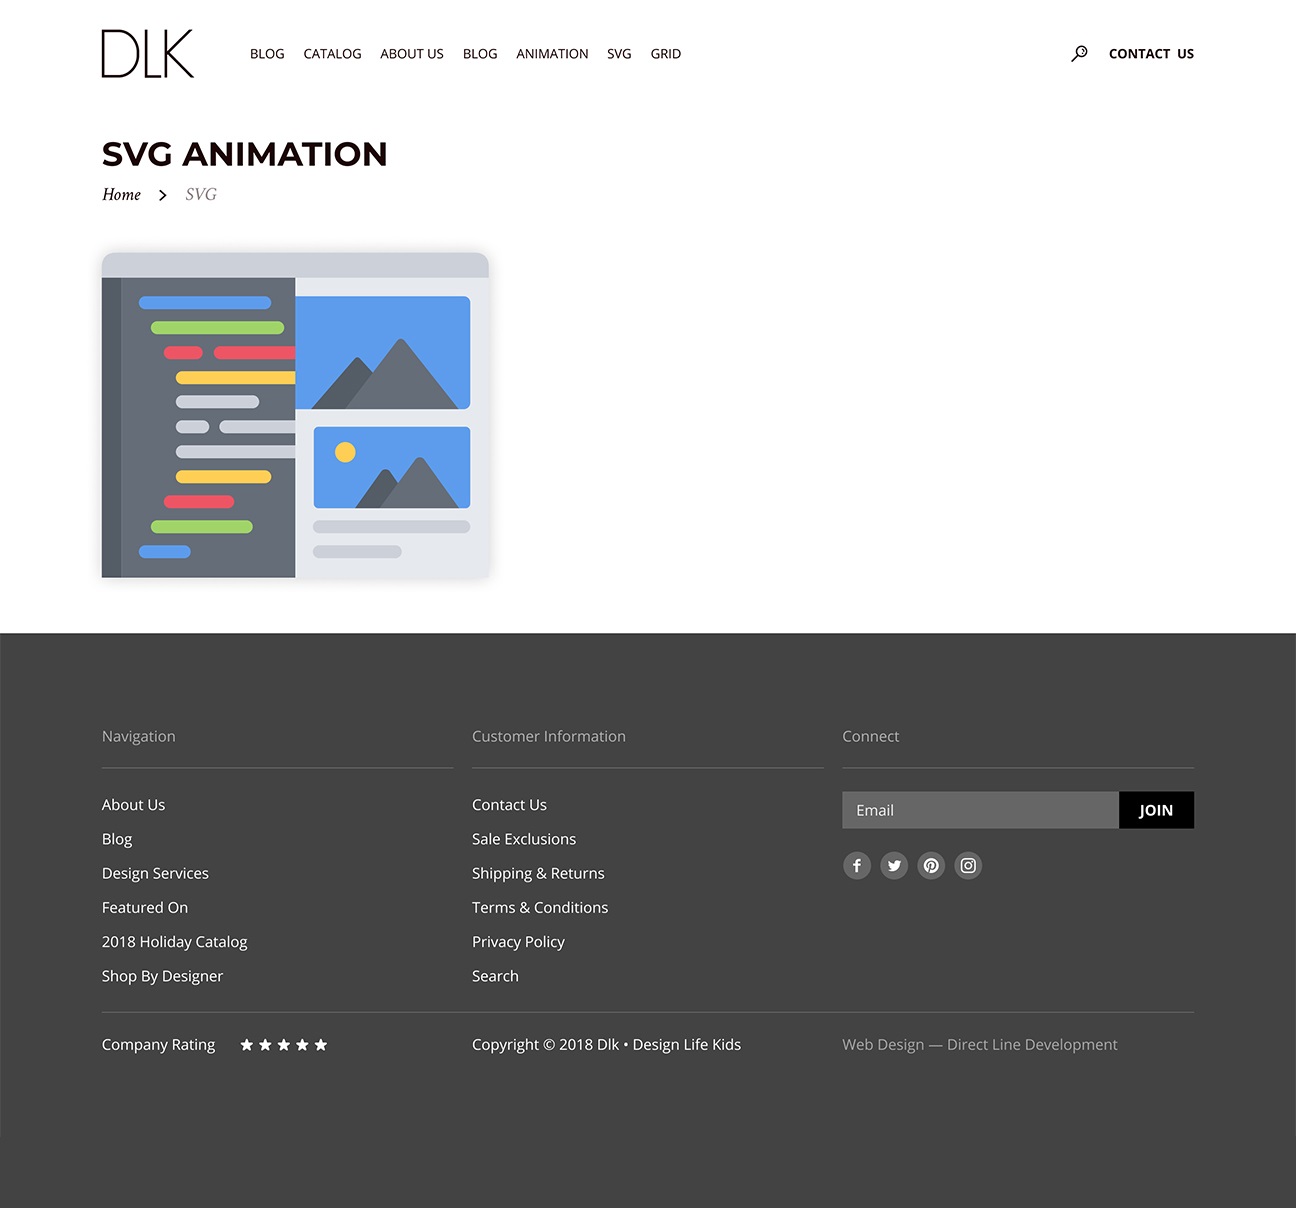 DLK
BLOG CATALOG ABOUT US BLOG ANIMATION SVG GRID
CONTACT US
SVG ANIMATION
Home > SVG
Navigation
About Us
Blog
Design Services
Featured On
2018 Holiday Catalog
Shop By Designer
Customer Information
Contact Us
Sale Exclusions
Shipping & Returns
Terms & Conditions
Privacy Policy
Search
Connect
Email JOIN
Company Rating
Copyright © 2018 Dlk • Design Life Kids
Web Design — Direct Line Development